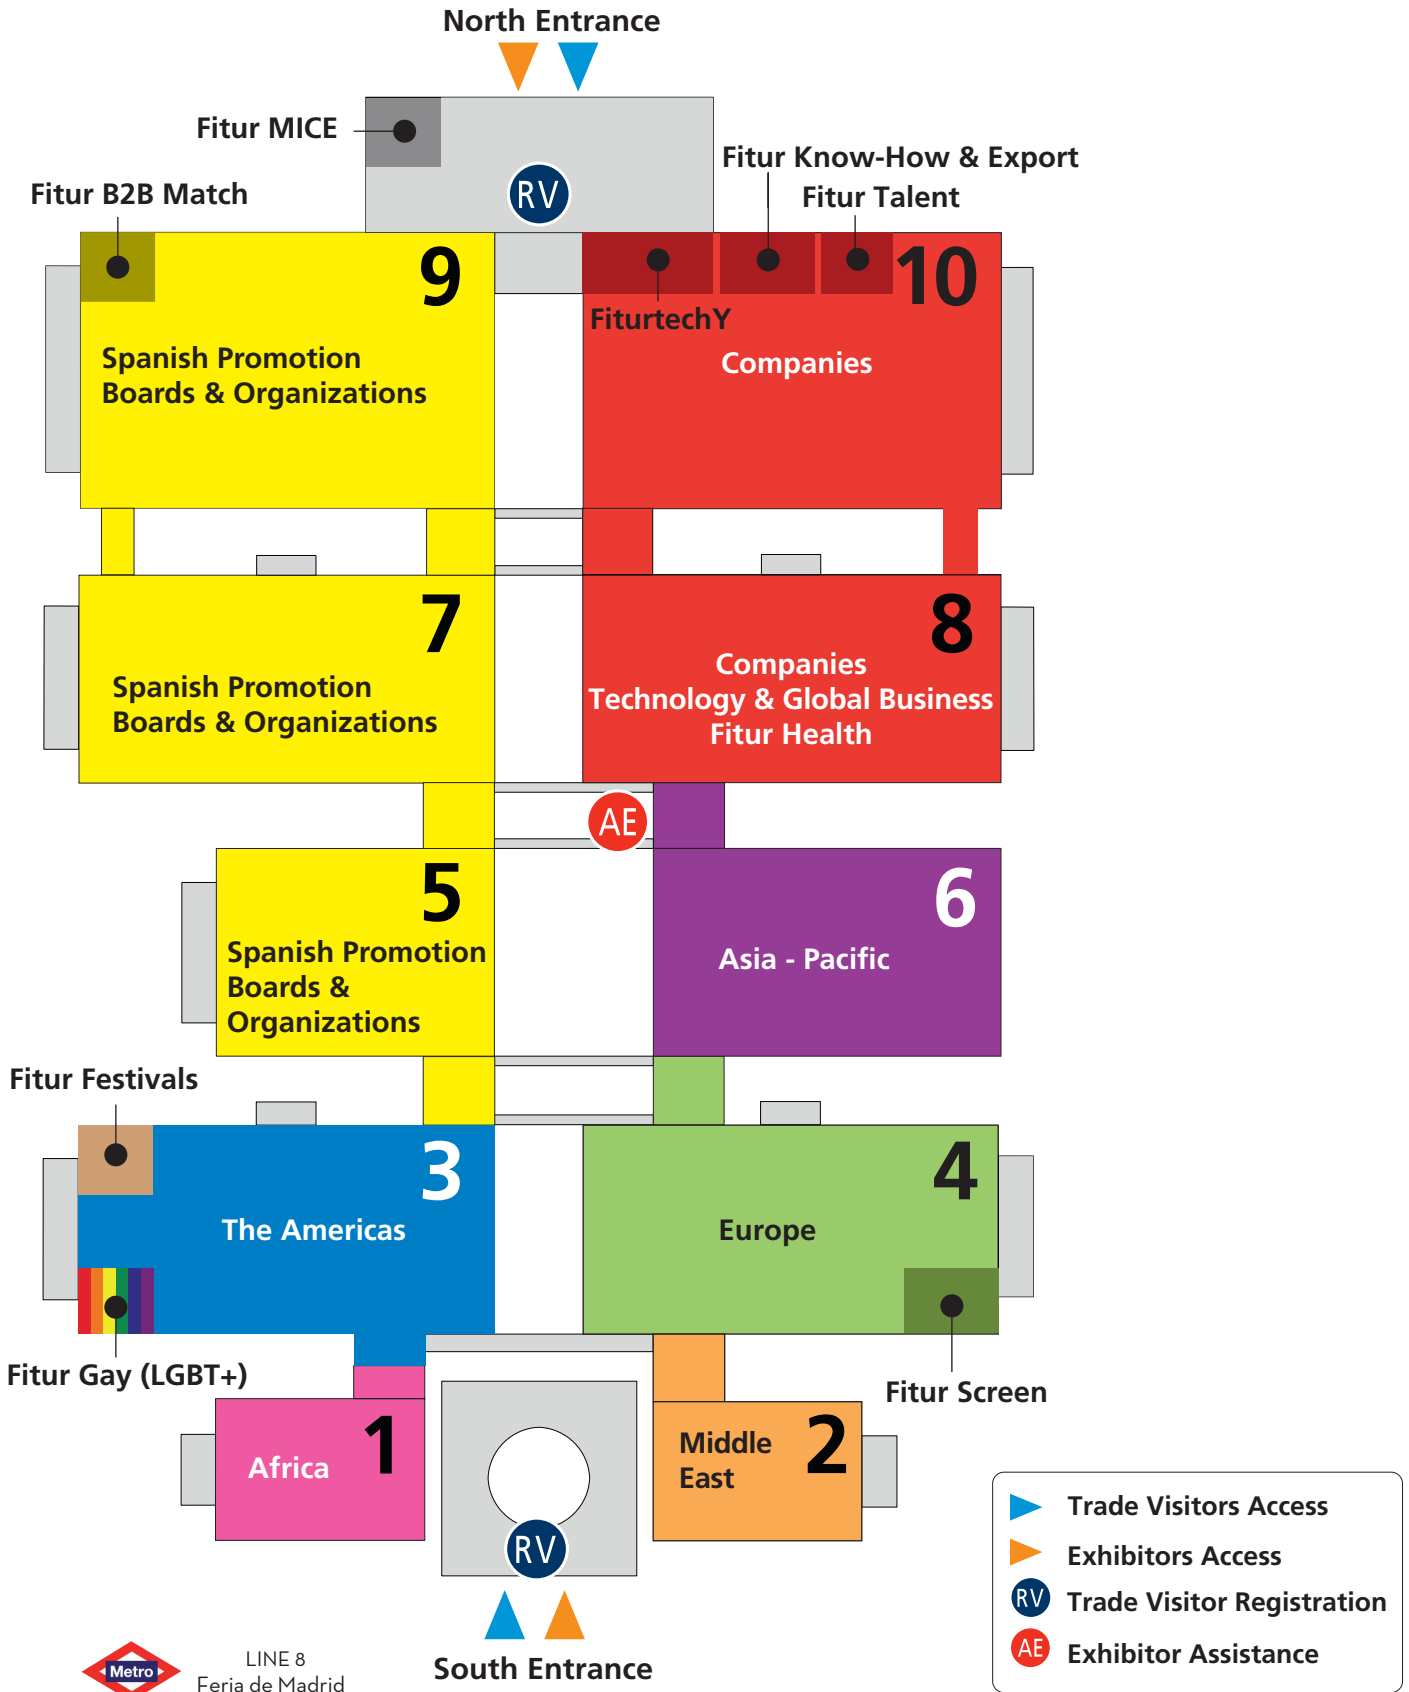 North Entrance
Fitur MICE
Fitur Know-How & Export
Fitur B2B Match
Fitur Talent
RV
9
10
FiturtechY
Spanish Promotion
Boards & Organizations
Companies
7
8
Spanish Promotion
Boards & Organizations
Companies
Technology & Global Business
Fitur Health
AE
5
6
Spanish Promotion
Boards &
Organizations
Asia - Pacific
Fitur Festivals
3
4
The Americas
Europe
Fitur Gay (LGBT+)
Fitur Screen
1
Africa
2
Middle
East
RV
South Entrance
Trade Visitors Access
Exhibitors Access
RV Trade Visitor Registration
AE Exhibitor Assistance
Metro
LINE 8
Feria de Madrid